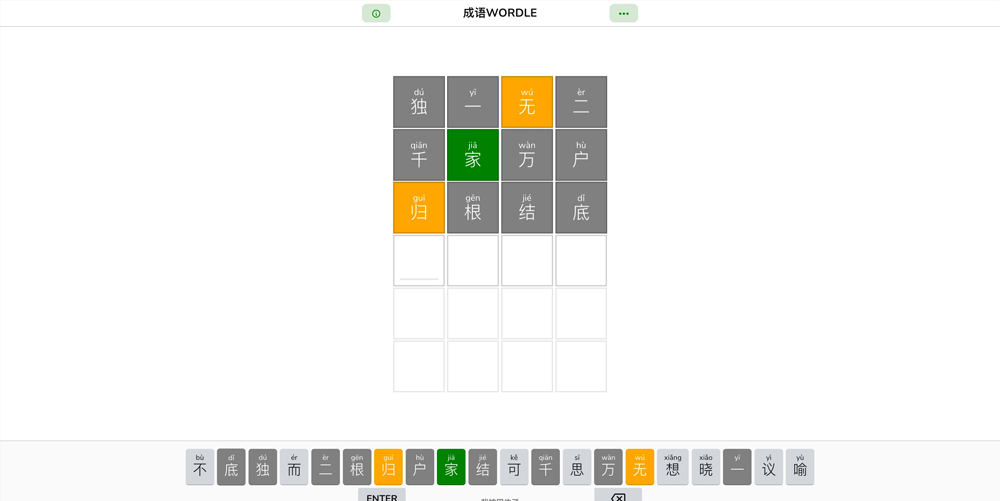 成语WORDLE
dú yī wú èr
独 一 无 二
qiān jiā wàn hù
千 家 万 户
guī gēn jié dǐ
归 根 结 底
bù dǐ dú ér èr gēn guī hù jiā jié kě qiān sī wàn wú xiǎng xiǎo yī yì yù
不 底 独 而 二 根 归 户 家 结 可 千 思 万 无 想 晓 一 议 喻
ENTER